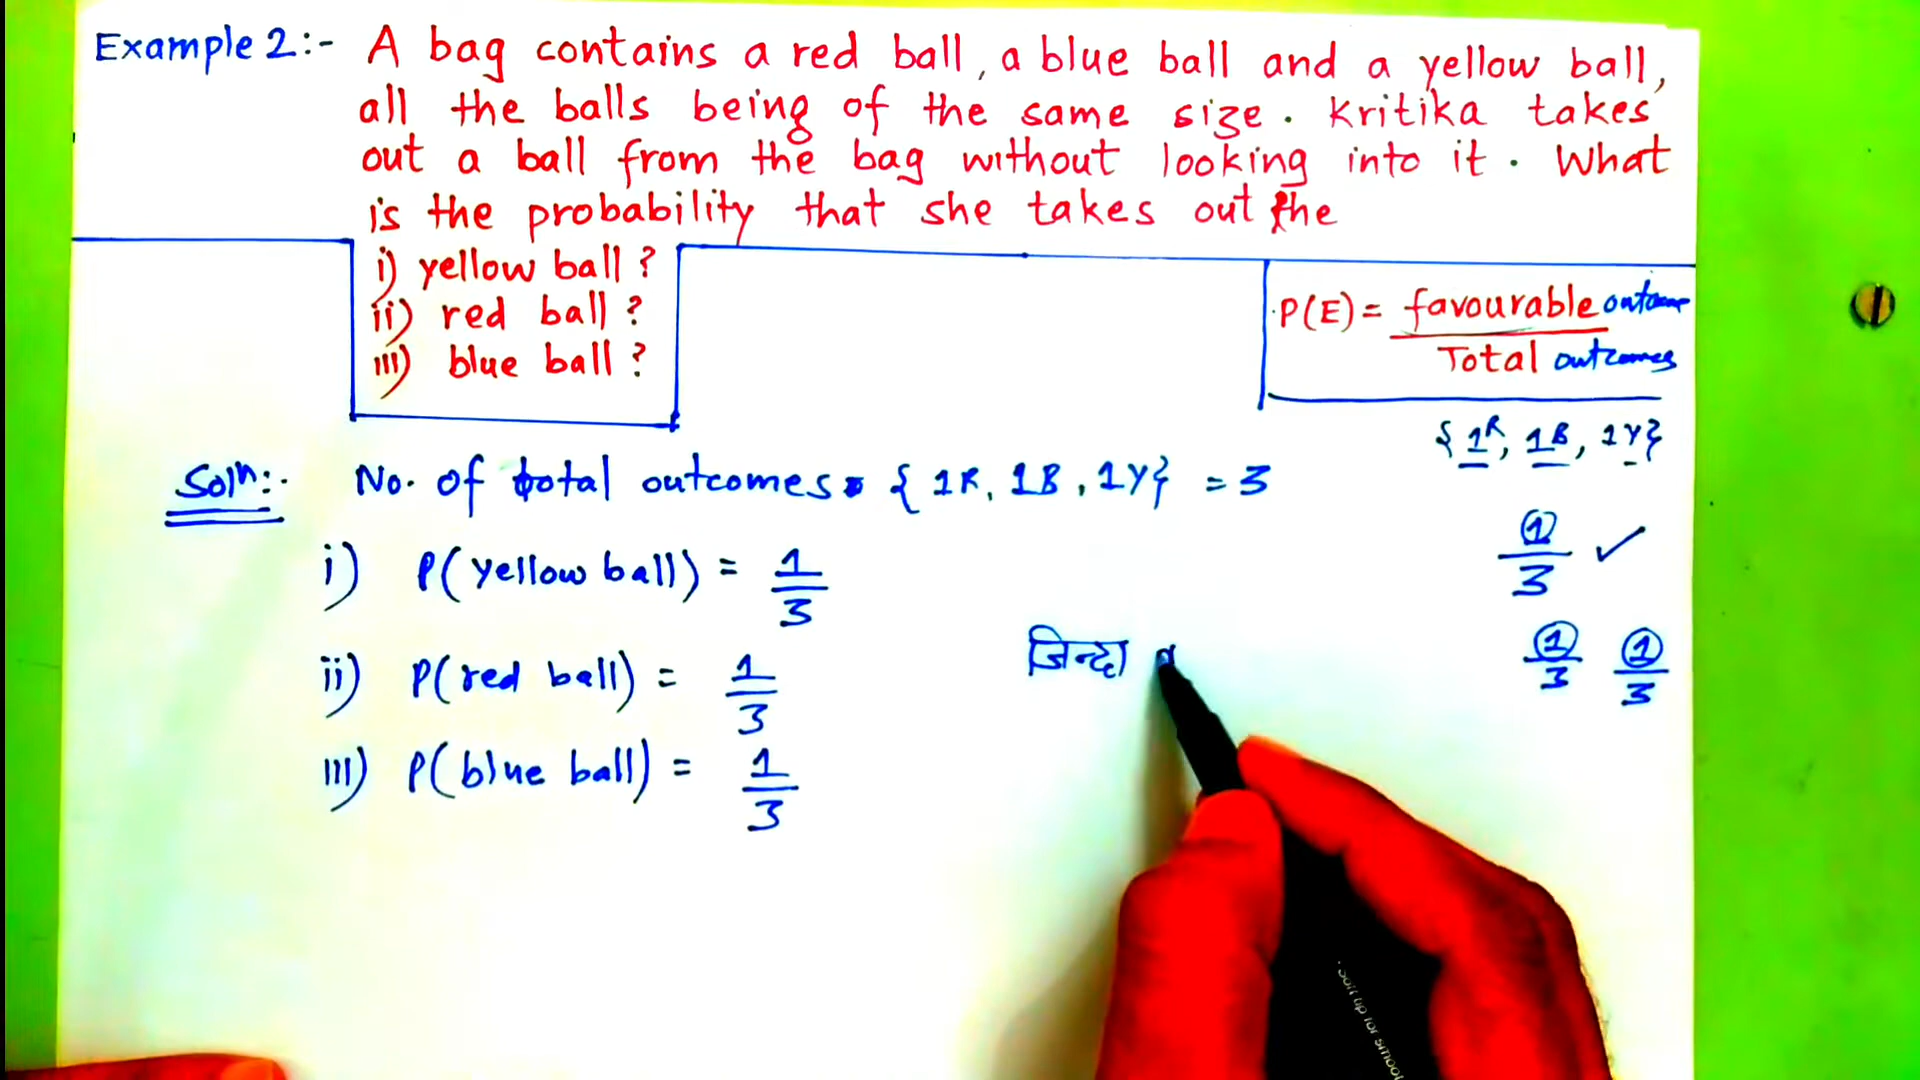 Example 2:- A bag contains a red ball, a blue ball and a yellow ball,
all the balls being of the same size. Kritika takes
out a ball from the bag without looking into it. What
is the probability that she takes out the
i) yellow ball?
ii) red ball?
iii) blue ball?
P(E) = favourable outcome
Total outcomes
{1R, 1B, 1Y}
Soln:- No. of total outcomes = {1R, 1B, 1Y} = 3
i) P(yellow ball) = 1/3
1/3 ✓
ii) P(red ball) = 1/3
जिन्दा
1/3 1/3
iii) P(blue ball) = 1/3